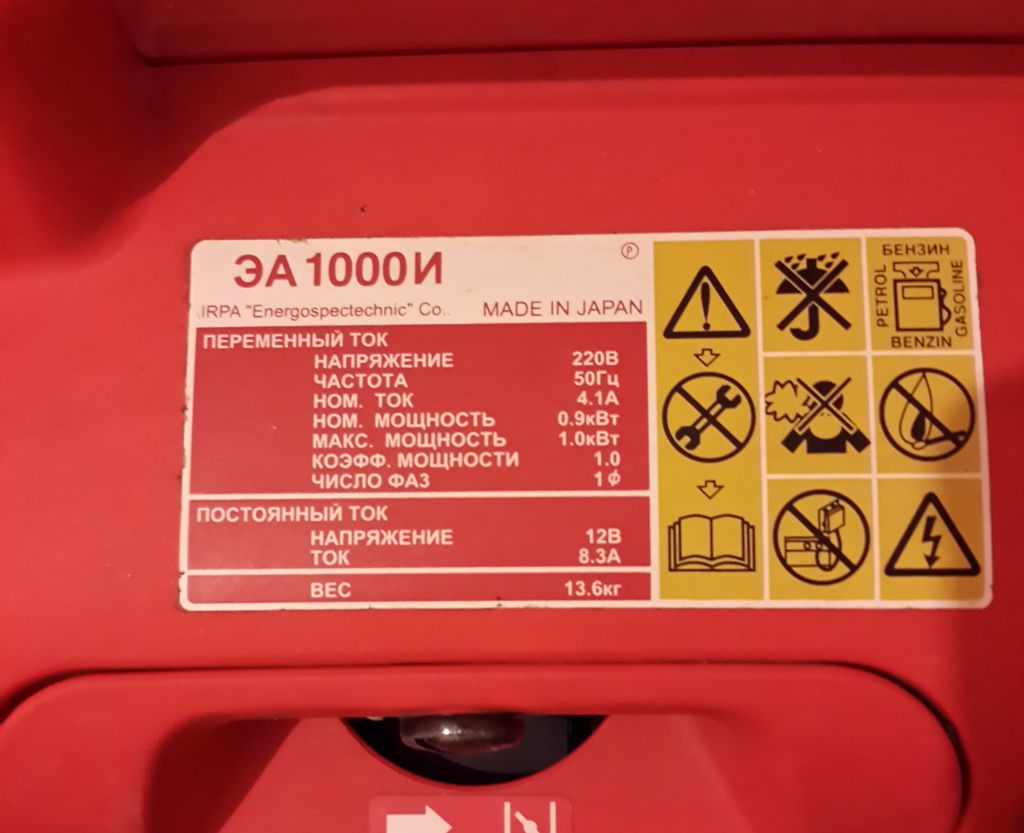 ЭА1000И
Ⓟ
IRPA "Energospectechnic" Co.. MADE IN JAPAN
ПЕРЕМЕННЫЙ ТОК
НАПРЯЖЕНИЕ 220В
ЧАСТОТА 50Гц
НОМ. ТОК 4.1А
НОМ. МОЩНОСТЬ 0.9кВт
МАКС. МОЩНОСТЬ 1.0кВт
КОЭФФ. МОЩНОСТИ 1.0
ЧИСЛО ФАЗ 1ϕ
ПОСТОЯННЫЙ ТОК
НАПРЯЖЕНИЕ 12В
ТОК 8.3А
ВЕС 13.6кг
БЕНЗИН
PETROL
GASOLINE
BENZIN